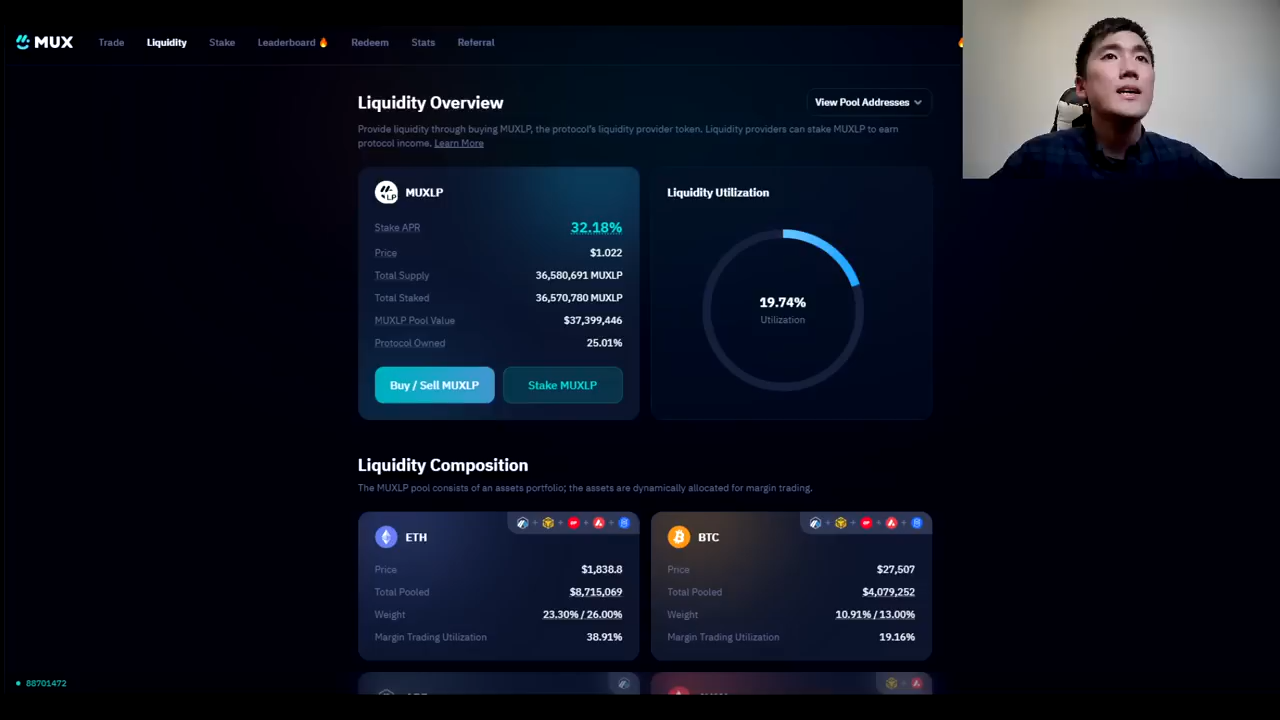 MUX
Trade
Liquidity
Stake
Leaderboard
Redeem
Stats
Referral
Liquidity Overview
View Pool Addresses
Provide liquidity through buying MUXLP, the protocol's liquidity provider token. Liquidity providers can stake MUXLP to earn
protocol income. Learn More
LP
MUXLP
Stake APR 32.18%
Price $1.022
Total Supply 36,580,691 MUXLP
Total Staked 36,570,780 MUXLP
MUXLP Pool Value $37,399,446
Protocol Owned 25.01%
Buy / Sell MUXLP
Stake MUXLP
Liquidity Utilization
19.74%
Utilization
Liquidity Composition
The MUXLP pool consists of an assets portfolio; the assets are dynamically allocated for margin trading.
ETH
Price $1,838.8
Total Pooled $8,715,069
Weight 23.30% / 26.00%
Margin Trading Utilization 38.91%
BTC
Price $27,507
Total Pooled $4,079,252
Weight 10.91% / 13.00%
Margin Trading Utilization 19.16%
88701472